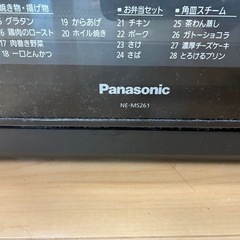 焼き物・揚げ物
お弁当セット
角皿スチーム
グラタン
19 からあげ
21 チキン
25 茶わん蒸し
6 鶏肉のロースト
20 ホイル焼き
22 ポーク
26 ガトーショコラ
17 肉巻き野菜
23 さけ
27 濃厚チーズケーキ
18 一口とんかつ
24 さば
28 とろけるプリン
Panasonic
NE-MS261